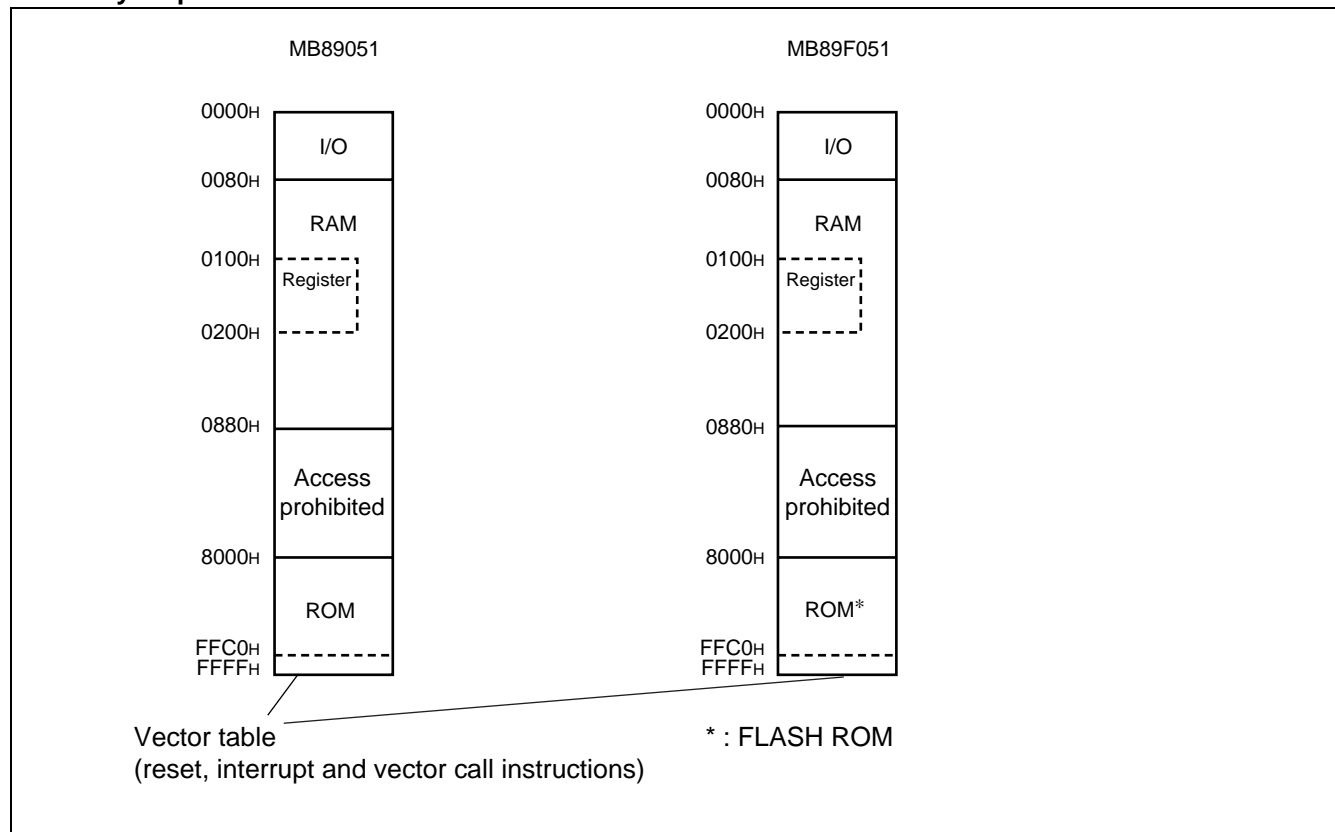 MB89051
MB89F051
0000H
I/O
0080H
RAM
0100H
Register
0200H
0880H
Access
prohibited
8000H
ROM
FFC0H
FFFFH
0000H
I/O
0080H
RAM
0100H
Register
0200H
0880H
Access
prohibited
8000H
ROM*
FFC0H
FFFFH
Vector table
(reset, interrupt and vector call instructions)
* : FLASH ROM